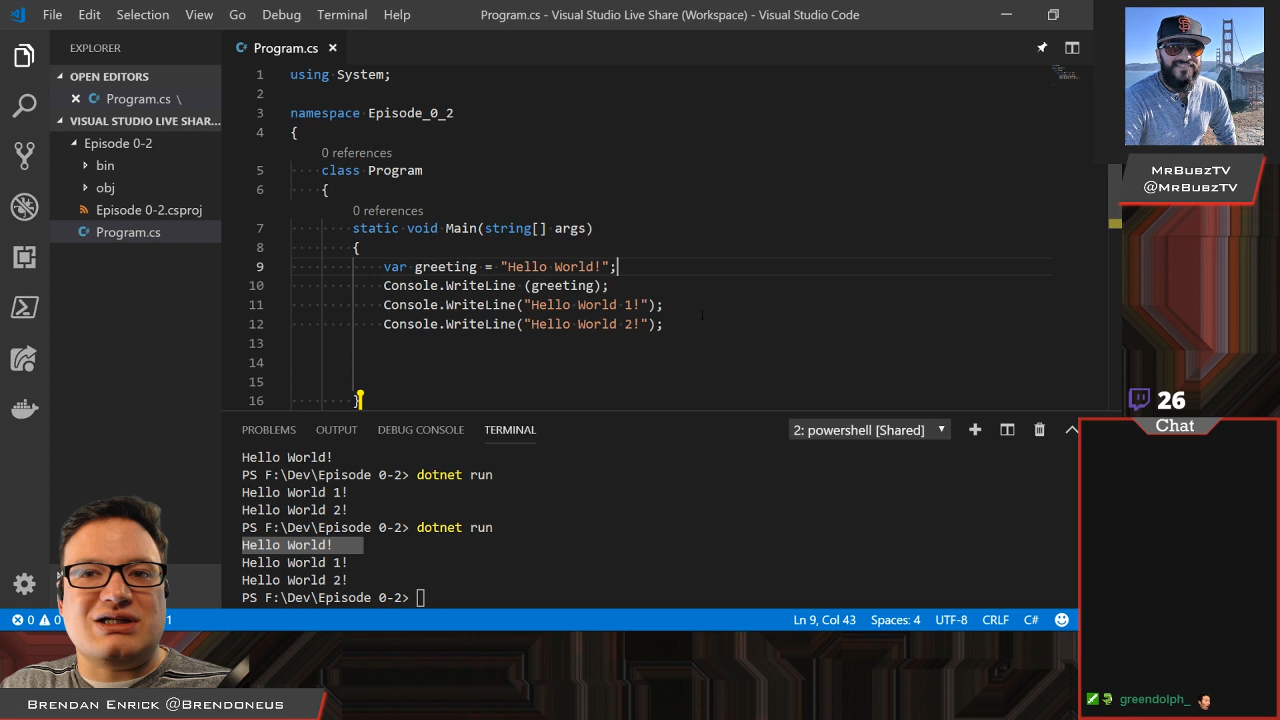 File Edit Selection View Go Debug Terminal Help
Program.cs - Visual Studio Live Share (Workspace) - Visual Studio Code
EXPLORER
OPEN EDITORS
Program.cs \
VISUAL STUDIO LIVE SHAR...
Episode 0-2
bin
obj
Episode 0-2.csproj
Program.cs
Program.cs
1 using System;
2
3 namespace Episode_0_2
4 {
0 references
5 class Program
6 {
0 references
7 static void Main(string[] args)
8 {
9 var greeting = "Hello World!";
10 Console.WriteLine (greeting);
11 Console.WriteLine("Hello World 1!");
12 Console.WriteLine("Hello World 2!");
13
14
15
16 }
PROBLEMS OUTPUT DEBUG CONSOLE TERMINAL
2: powershell [Shared]
Hello World!
PS F:\Dev\Episode 0-2> dotnet run
Hello World 1!
Hello World 2!
PS F:\Dev\Episode 0-2> dotnet run
Hello World!
Hello World 1!
Hello World 2!
PS F:\Dev\Episode 0-2>
0 0 1
Ln 9, Col 43 Spaces: 4 UTF-8 CRLF C#
MrBubzTV
@MrBubzTV
26
Chat
greendolph_
Brendan Enrick @Brendoneus